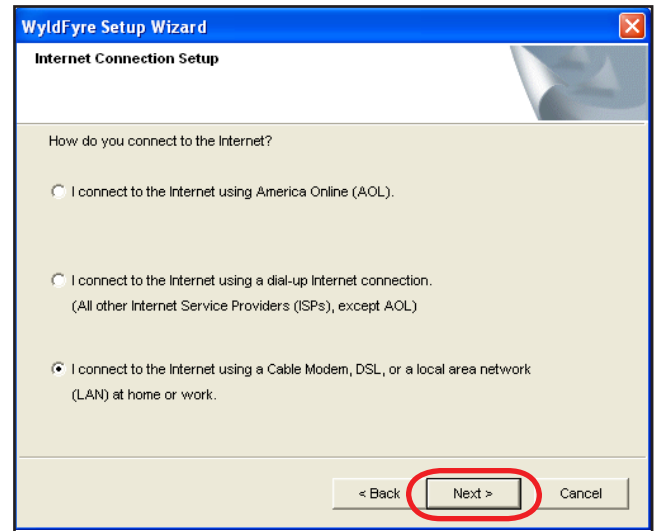 WyldFyre Setup Wizard
Internet Connection Setup
How do you connect to the Internet?
I connect to the Internet using America Online (AOL).
I connect to the Internet using a dial-up Internet connection.
(All other Internet Service Providers (ISPs), except AOL)
I connect to the Internet using a Cable Modem, DSL, or a local area network
(LAN) at home or work.
< Back Next > Cancel